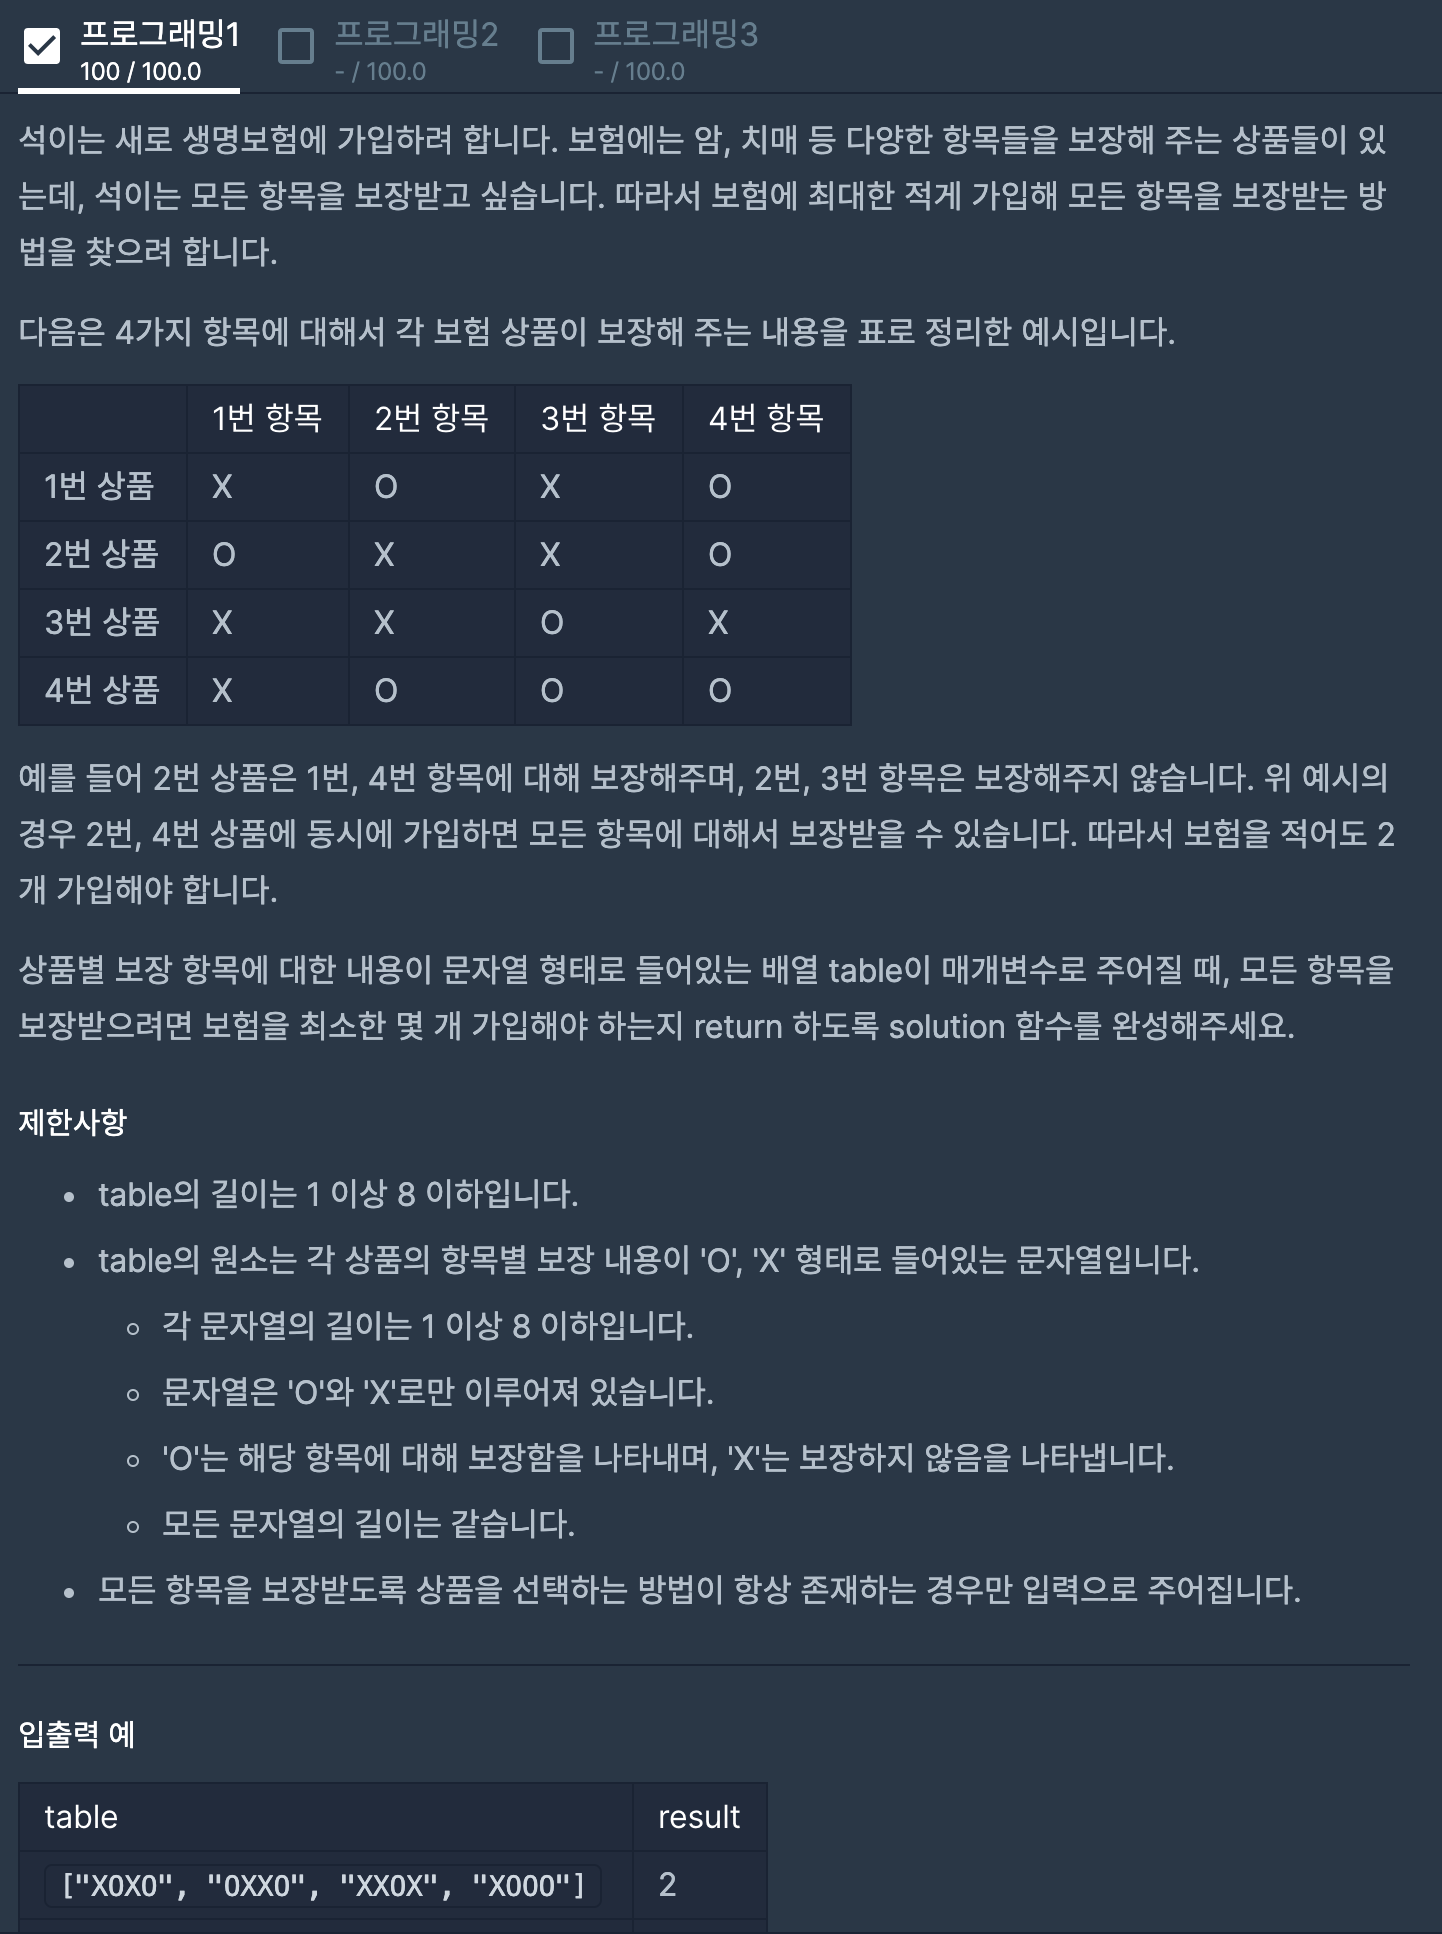 프로그래밍1 프로그래밍2 프로그래밍3
100 / 100.0 - / 100.0 - / 100.0
석이는 새로 생명보험에 가입하려 합니다. 보험에는 암, 치매 등 다양한 항목들을 보장해 주는 상품들이 있
는데, 석이는 모든 항목을 보장받고 싶습니다. 따라서 보험에 최대한 적게 가입해 모든 항목을 보장받는 방
법을 찾으려 합니다.
다음은 4가지 항목에 대해서 각 보험 상품이 보장해 주는 내용을 표로 정리한 예시입니다.
1번 항목 2번 항목 3번 항목 4번 항목
1번 상품 X O X O
2번 상품 O X X O
3번 상품 X X O X
4번 상품 X O O O
예를 들어 2번 상품은 1번, 4번 항목에 대해 보장해주며, 2번, 3번 항목은 보장해주지 않습니다. 위 예시의
경우 2번, 4번 상품에 동시에 가입하면 모든 항목에 대해서 보장받을 수 있습니다. 따라서 보험을 적어도 2
개 가입해야 합니다.
상품별 보장 항목에 대한 내용이 문자열 형태로 들어있는 배열 table이 매개변수로 주어질 때, 모든 항목을
보장받으려면 보험을 최소한 몇 개 가입해야 하는지 return 하도록 solution 함수를 완성해주세요.
제한사항
• table의 길이는 1 이상 8 이하입니다.
• table의 원소는 각 상품의 항목별 보장 내용이 'O', 'X' 형태로 들어있는 문자열입니다.
◦ 각 문자열의 길이는 1 이상 8 이하입니다.
◦ 문자열은 'O'와 'X'로만 이루어져 있습니다.
◦ 'O'는 해당 항목에 대해 보장함을 나타내며, 'X'는 보장하지 않음을 나타냅니다.
◦ 모든 문자열의 길이는 같습니다.
• 모든 항목을 보장받도록 상품을 선택하는 방법이 항상 존재하는 경우만 입력으로 주어집니다.
입출력 예
table result
["XOXO", "OXXO", "XXOX", "XOOO"] 2